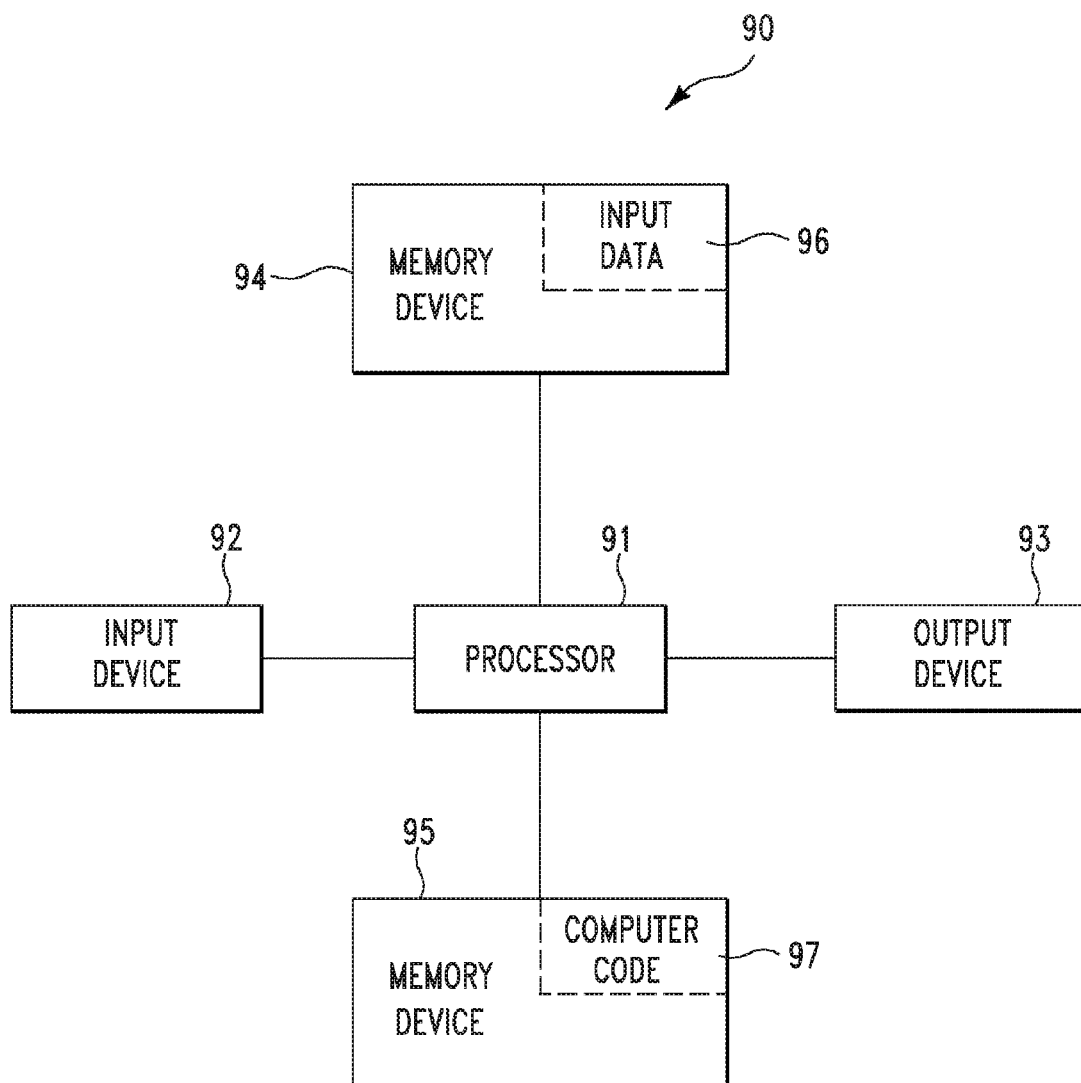 90
INPUT
DATA
96
MEMORY
DEVICE
94
92
91
93
INPUT
DEVICE
PROCESSOR
OUTPUT
DEVICE
95
COMPUTER
CODE
97
MEMORY
DEVICE